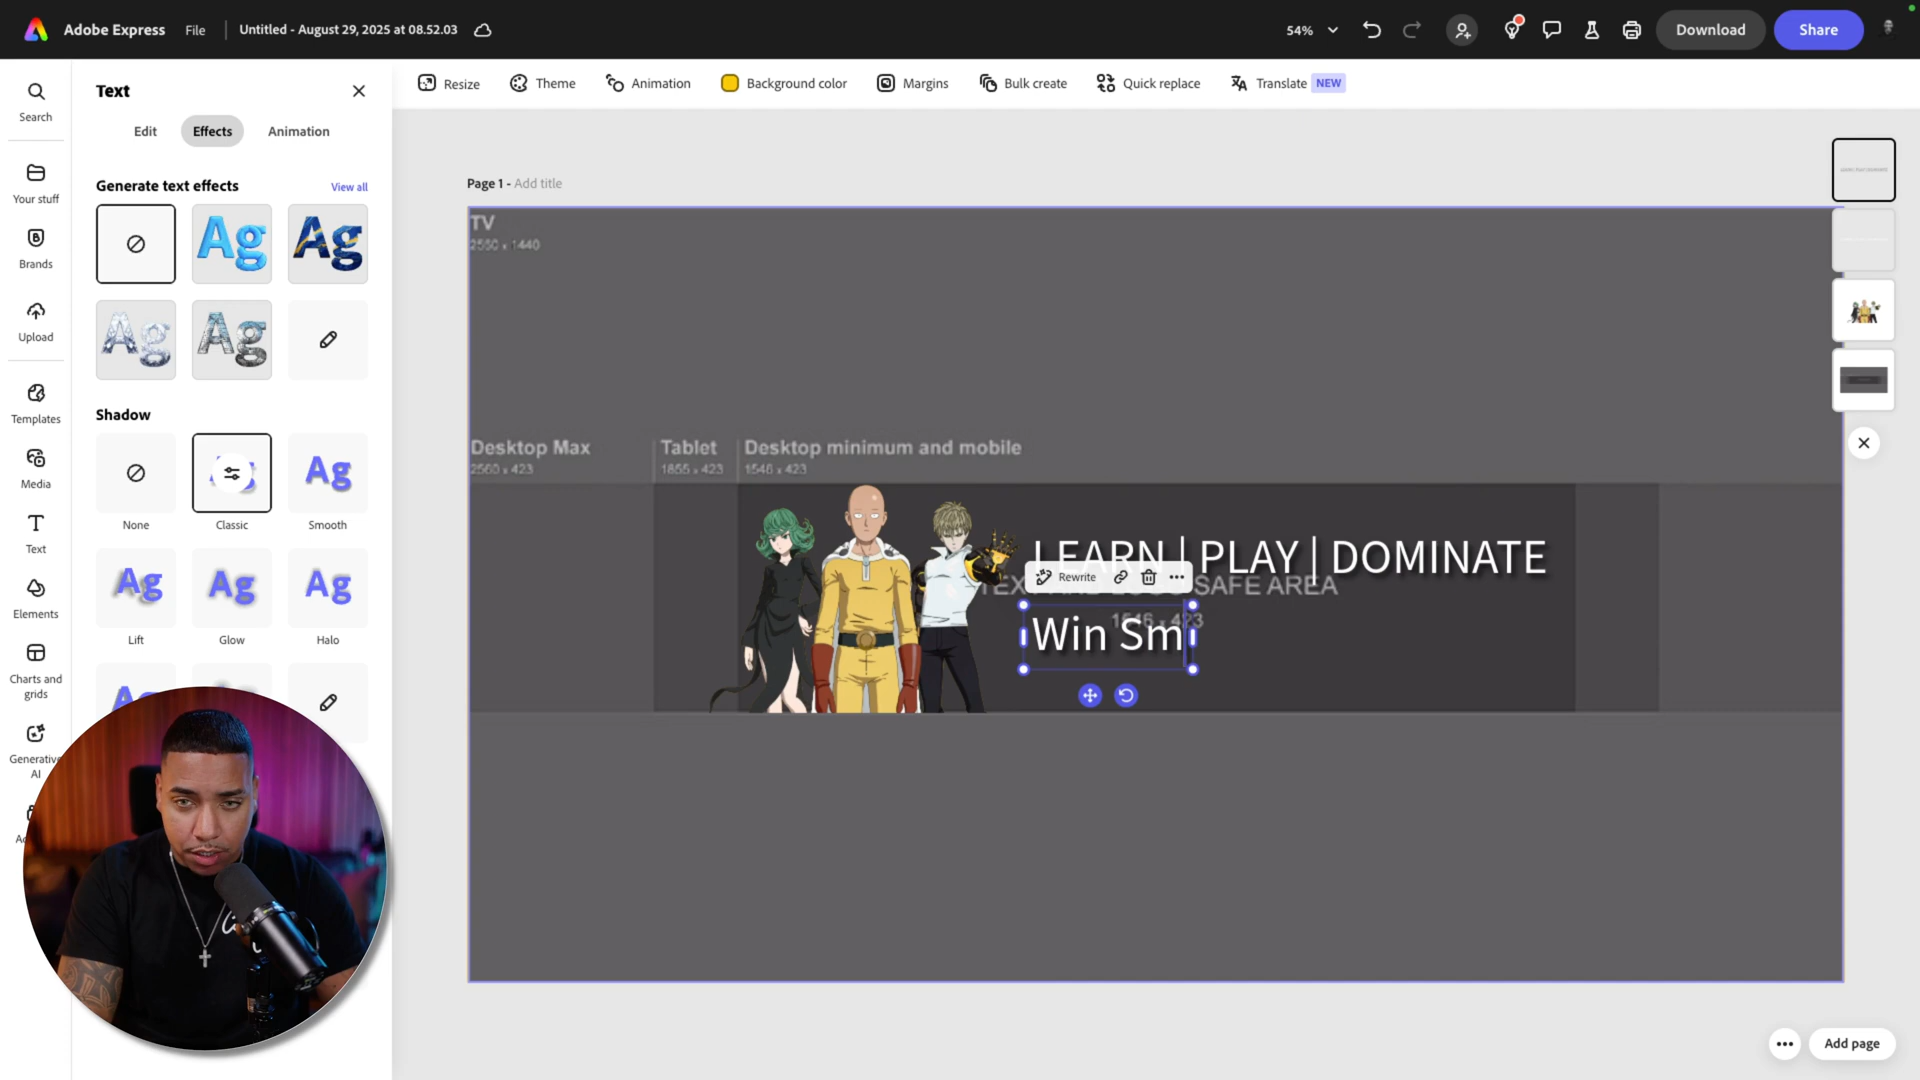 Adobe Express
File
Untitled - August 29, 2025 at 08.52.03
54%
Download
Share
Resize
Theme
Animation
Background color
Margins
Bulk create
Quick replace
Translate NEW
Search
Your stuff
Brands
Upload
Templates
Media
Text
Elements
Charts and
grids
Generative
AI
Text
Edit
Effects
Animation
Generate text effects
View all
Ag
Ag
Ag
Ag
Shadow
None
Classic
Ag
Smooth
Ag
Lift
Ag
Glow
Ag
Halo
Page 1 - Add title
TV
2560 x 1440
Desktop Max
2560 x 423
Tablet
1855 x 423
Desktop minimum and mobile
1546 x 423
LEARN | PLAY | DOMINATE
SAFE AREA
Rewrite
Win Sm
Add page